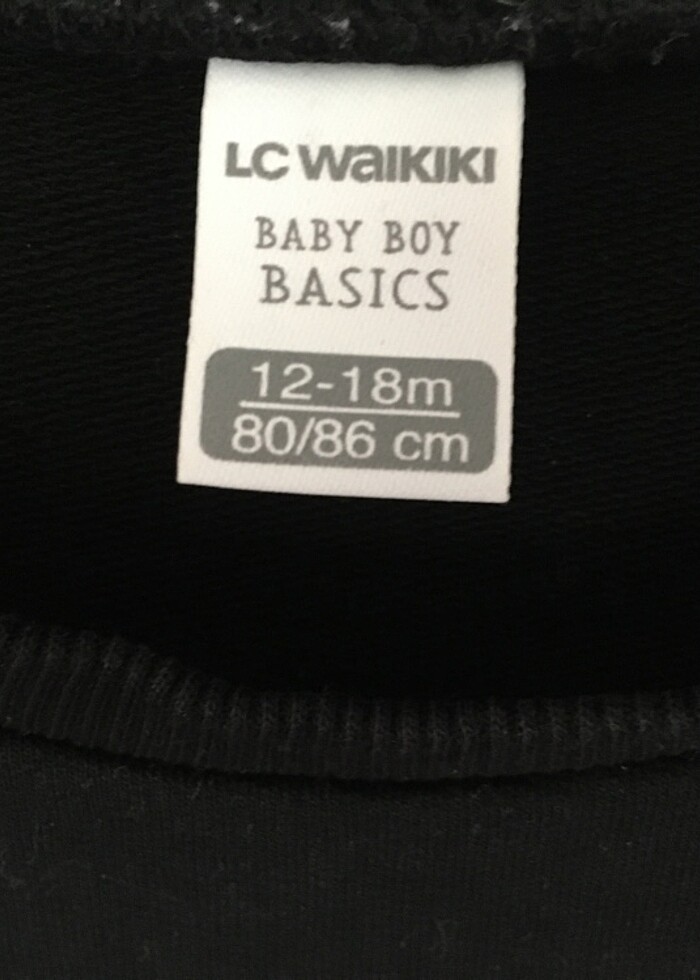 LC WAIKIKI
BABY BOY
BASICS
12-18m
80/86 cm